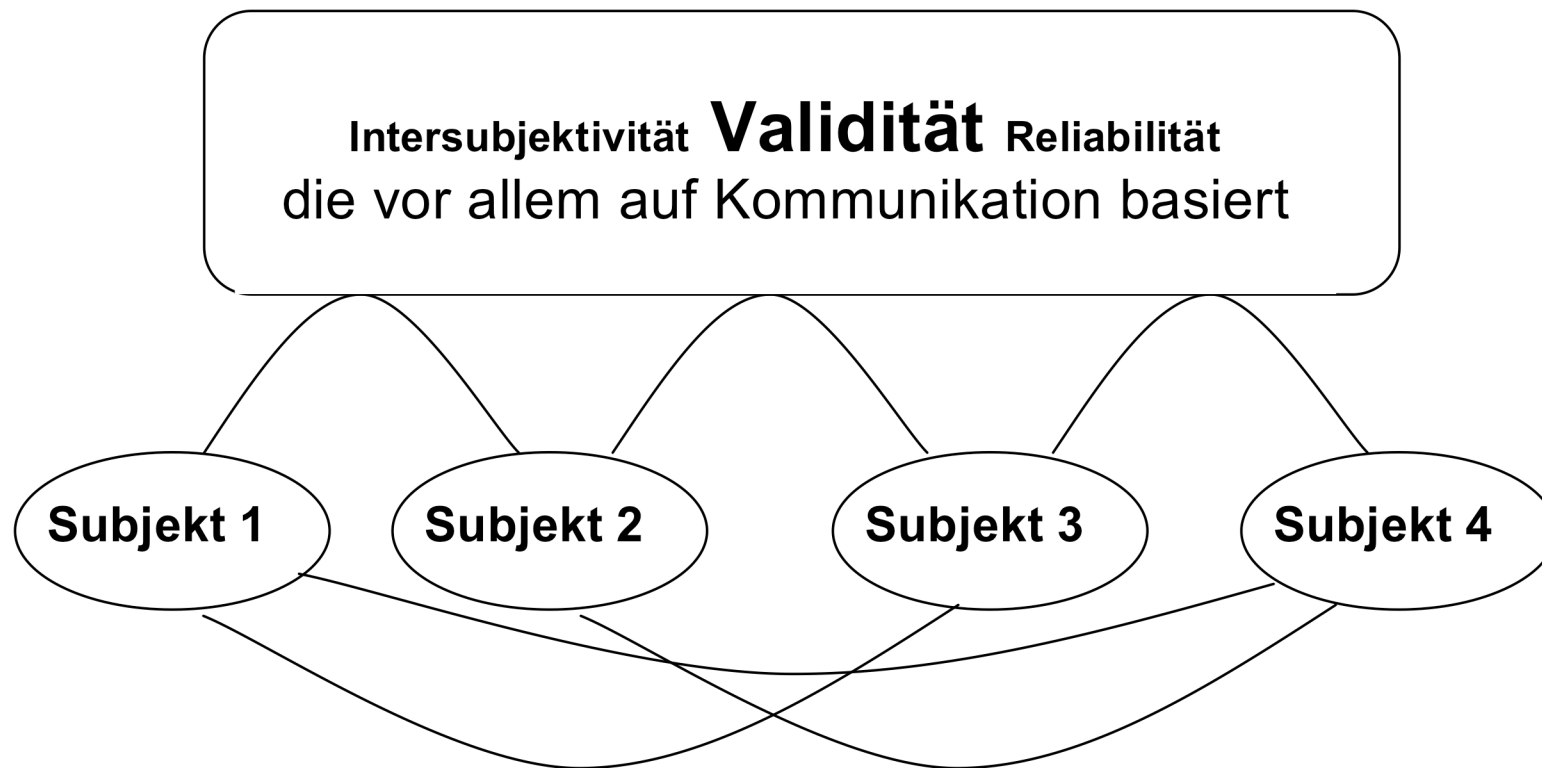 Intersubjektivität Validität Reliabilität
die vor allem auf Kommunikation basiert
Subjekt 1 Subjekt 2 Subjekt 3 Subjekt 4